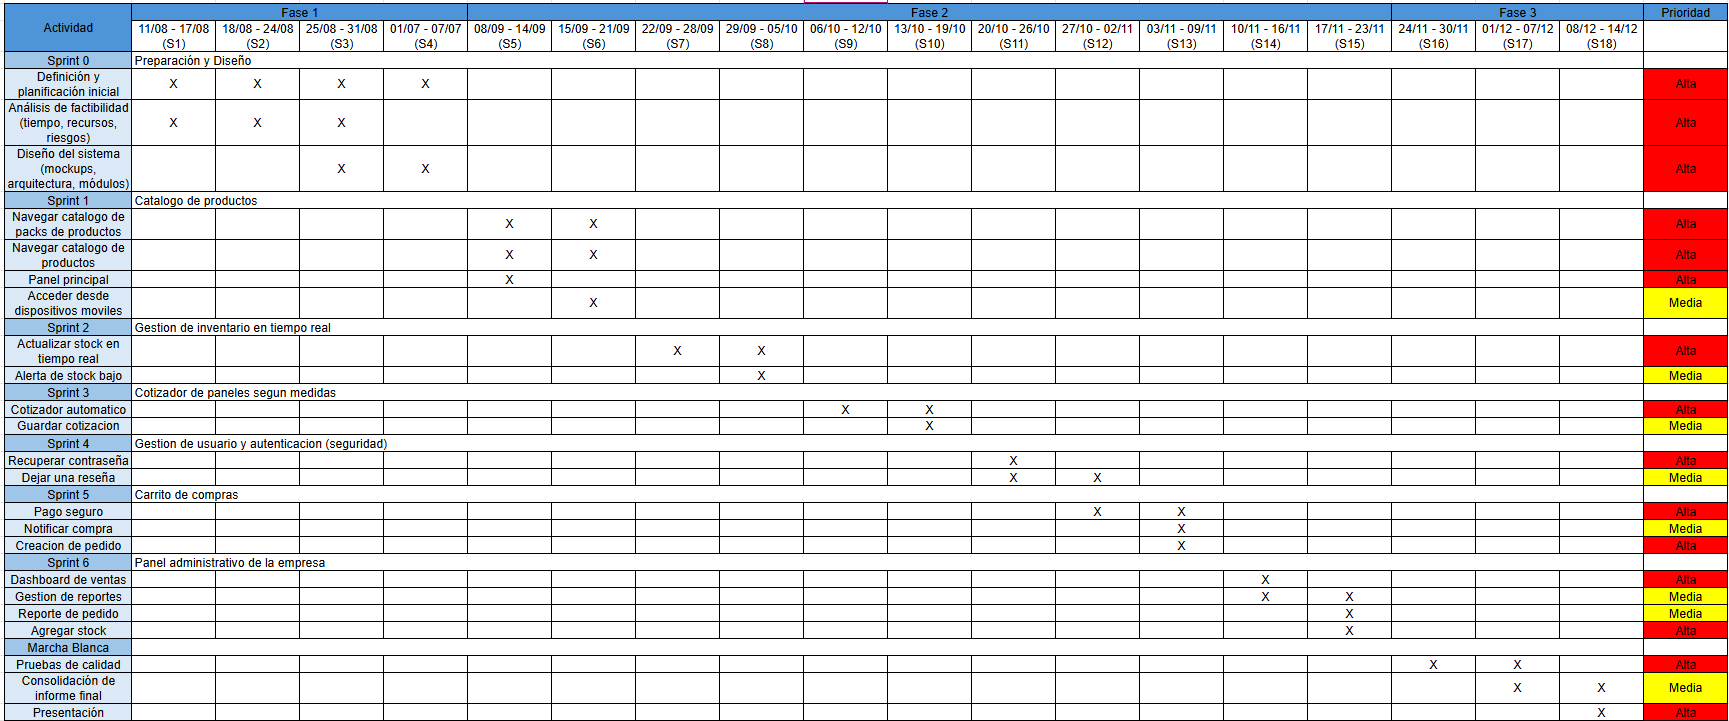 Actividad Fase 1 Fase 2 Fase 3 Prioridad
11/08 - 17/08 (S1) 18/08 - 24/08 (S2) 25/08 - 31/08 (S3) 01/07 - 07/07 (S4) 08/09 - 14/09 (S5) 15/09 - 21/09 (S6) 22/09 - 28/09 (S7) 29/09 - 05/10 (S8) 06/10 - 12/10 (S9) 13/10 - 19/10 (S10) 20/10 - 26/10 (S11) 27/10 - 02/11 (S12) 03/11 - 09/11 (S13) 10/11 - 16/11 (S14) 17/11 - 23/11 (S15) 24/11 - 30/11 (S16) 01/12 - 07/12 (S17) 08/12 - 14/12 (S18)
Sprint 0 Preparación y Diseño
Definición y planificación inicial X X X X Alta
Análisis de factibilidad (tiempo, recursos, riesgos) X X X Alta
Diseño del sistema (mockups, arquitectura, módulos) X X Alta
Sprint 1 Catalogo de productos
Navegar catalogo de packs de productos X X Alta
Navegar catalogo de productos X X Alta
Panel principal X Alta
Acceder desde dispositivos moviles X Media
Sprint 2 Gestion de inventario en tiempo real
Actualizar stock en tiempo real X X Alta
Alerta de stock bajo X Media
Sprint 3 Cotizador de paneles segun medidas
Cotizador automatico X X Alta
Guardar cotizacion X Media
Sprint 4 Gestion de usuario y autenticacion (seguridad)
Recuperar contraseña X Alta
Dejar una reseña X X Media
Sprint 5 Carrito de compras
Pago seguro X X Alta
Notificar compra X Media
Creacion de pedido X Alta
Sprint 6 Panel administrativo de la empresa
Dashboard de ventas X Alta
Gestion de reportes X X Media
Reporte de pedido X Media
Agregar stock X Alta
Marcha Blanca
Pruebas de calidad X X Alta
Consolidación de informe final X X Media
Presentación X Alta